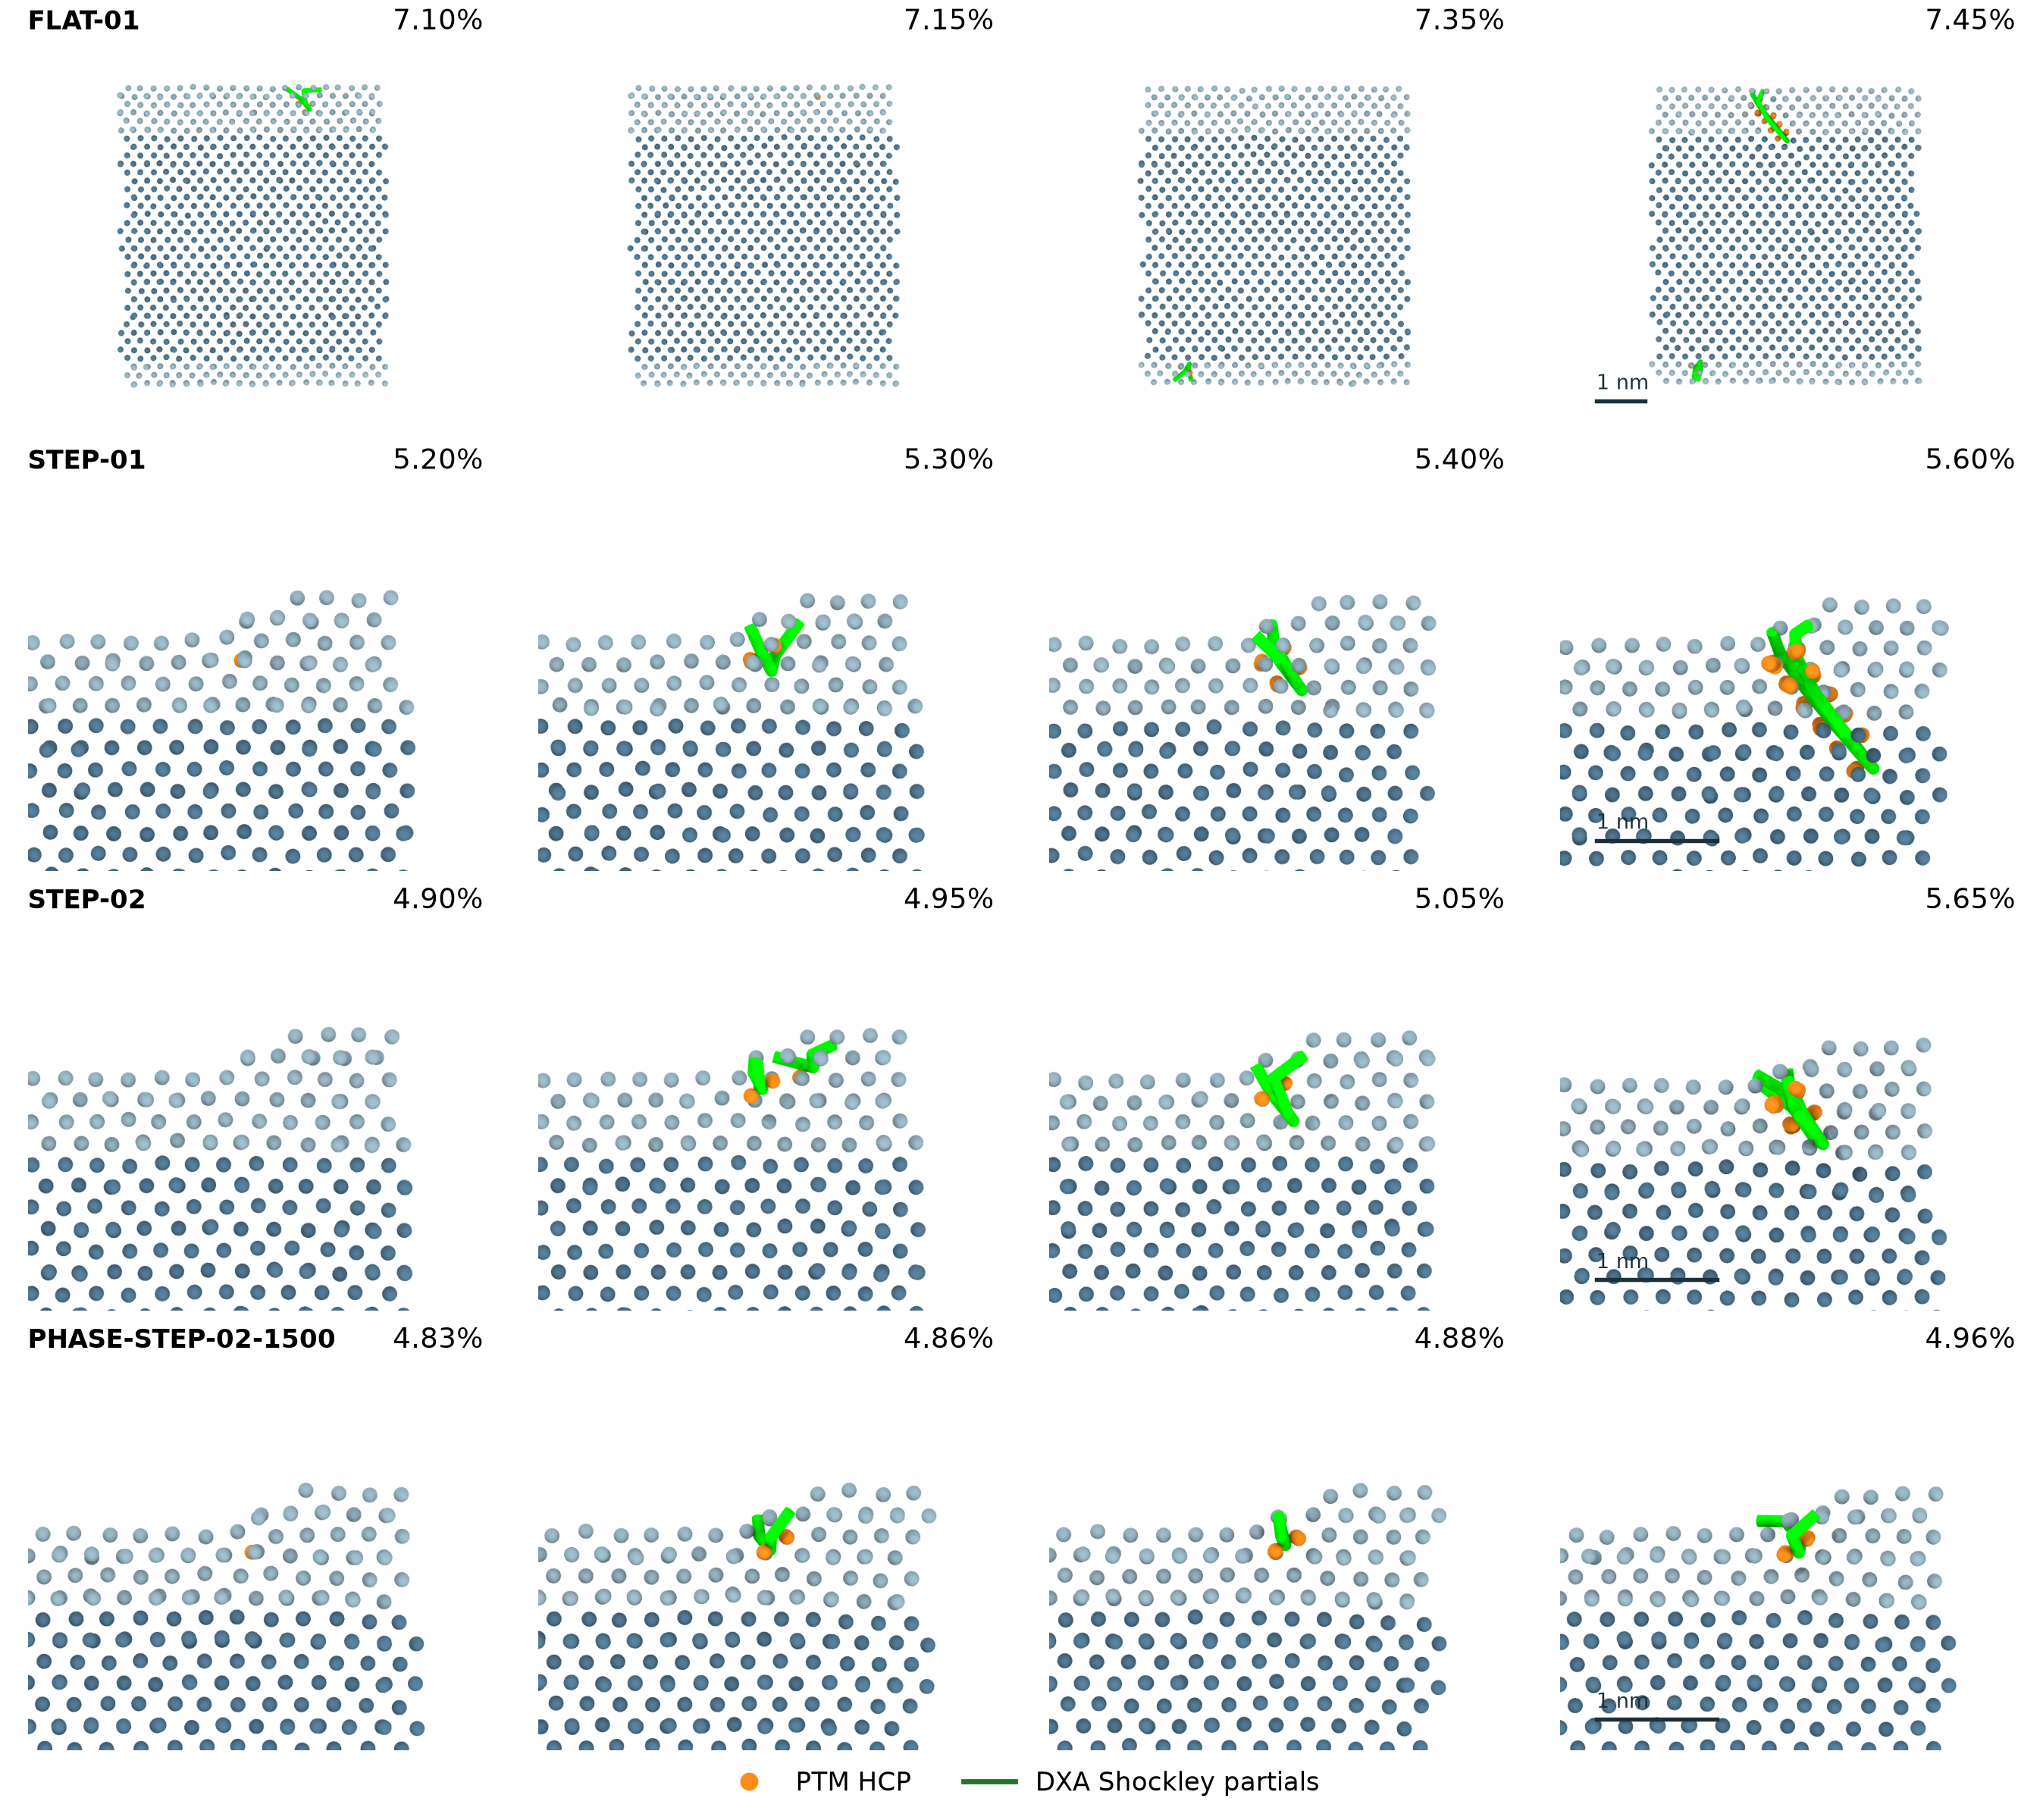 FLAT-01 7.10% 7.15% 7.35% 7.45%
1 nm
STEP-01 5.20% 5.30% 5.40% 5.60%
1 nm
STEP-02 4.90% 4.95% 5.05% 5.65%
1 nm
PHASE-STEP-02-1500 4.83% 4.86% 4.88% 4.96%
1 nm
PTM HCP DXA Shockley partials